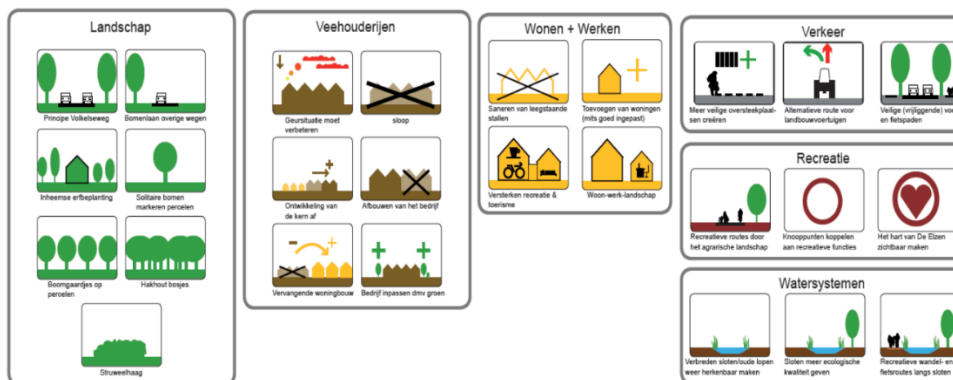 Landschap
Principe Volkelseweg
Bomenlaan overige wegen
Inheemse erfbeplanting
Solitaire bomen
markeren percelen
Boomgaardjes op
percelen
Hakhout bosjes
Struweelhaag
Veehouderijen
Geursituatie moet
verbeteren
sloop
Ontwikkeling van
de kern af
Afbouwen van het bedrijf
Vervangende woningbouw
Bedrijf inpassen dmv groen
Wonen + Werken
Saneren van leegstaande
stallen
Toevoegen van woningen
(mits goed ingepast)
Versterken recreatie &
toerisme
Woon-werk-landschap
Verkeer
Meer veilige oversteekplaat-
sen creëren
Alternatieve route voor
landbouwvoertuigen
Veilige (vrijliggende)
en fietspaden
Recreatie
Recreatieve routes door
het agrarische landschap
Knooppunten koppelen
aan recreatieve functies
Het hart van De Elzen
zichtbaar maken
Watersystemen
Verbreden sloten/oude lopen
weer herkenbaar maken
Sloten meer ecologische
kwaliteit geven
Recreatieve wandel- en
fietsroutes langs sloten